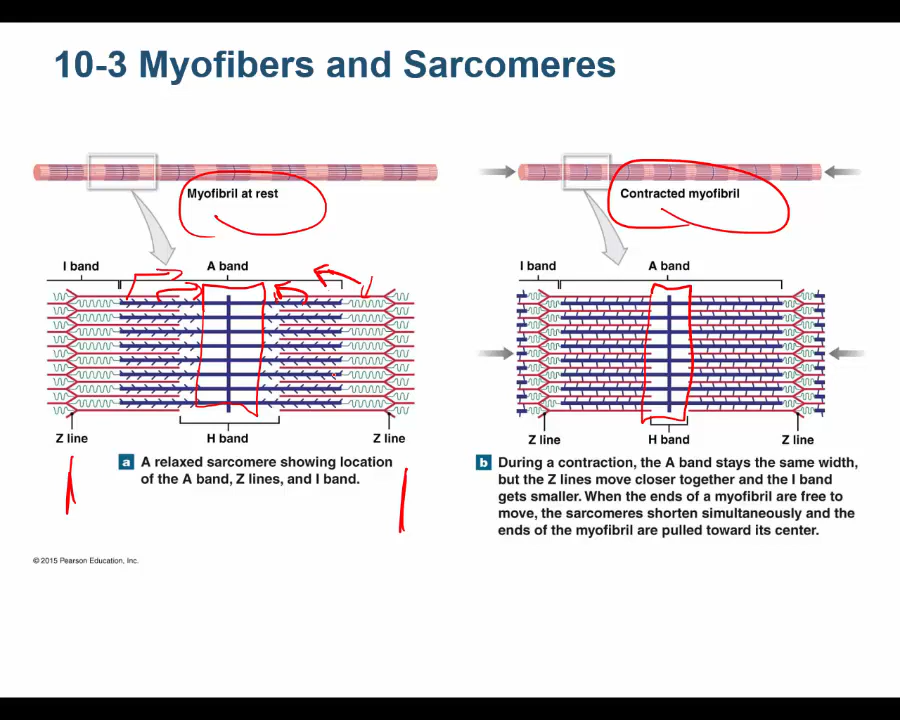 10-3 Myofibers and Sarcomeres
Myofibril at rest
Contracted myofibril
I band
A band
I band
A band
Z line
H band
Z line
Z line
H band
Z line
a A relaxed sarcomere showing location
of the A band, Z lines, and I band.
b During a contraction, the A band stays the same width,
but the Z lines move closer together and the I band
gets smaller. When the ends of a myofibril are free to
move, the sarcomeres shorten simultaneously and the
ends of the myofibril are pulled toward its center.
© 2015 Pearson Education, Inc.